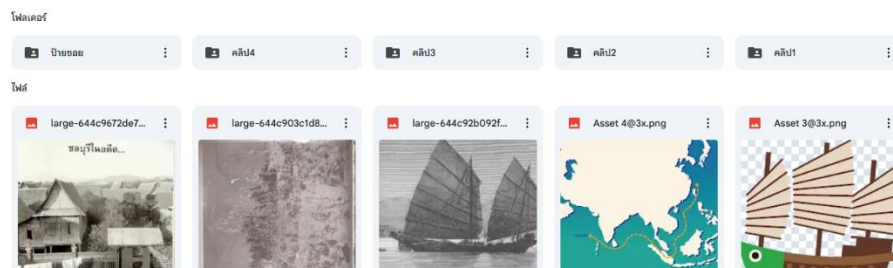 โฟลเดอร์
ป้ายซอย
คลิป4
คลิป3
คลิป2
คลิป1
ไฟล์
large-644c9672de7...
large-644c903c1d8...
large-644c92b092f...
Asset 4@3x.png
Asset 3@3x.png
ชลบุรีในอดีต...